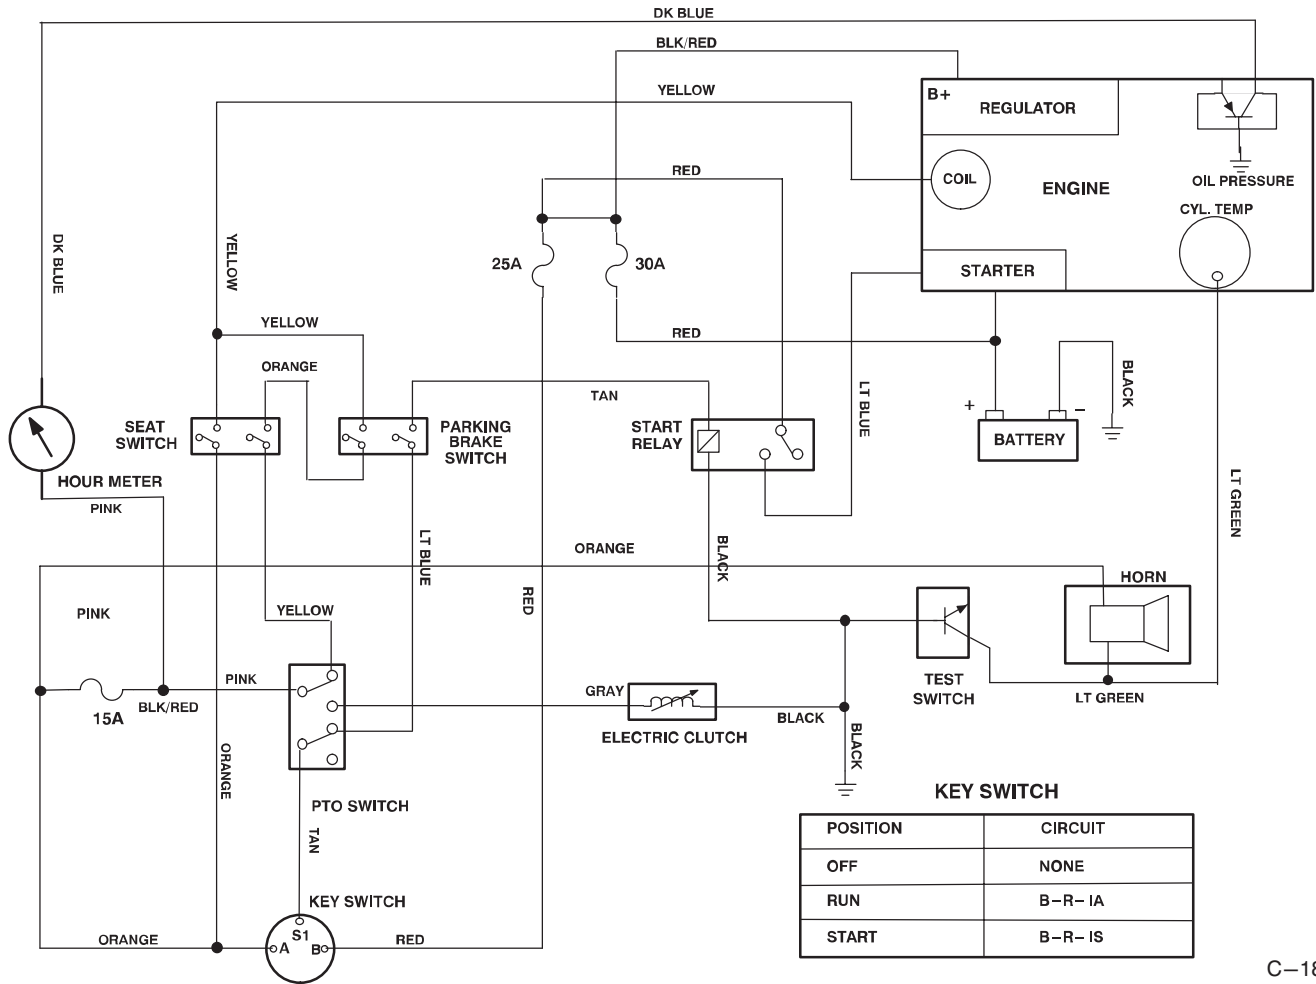 DK BLUE
BLK/RED
YELLOW
B+
REGULATOR
RED
COIL
ENGINE
OIL PRESSURE
CYL. TEMP
DK BLUE
YELLOW
25A
30A
STARTER
YELLOW
RED
ORANGE
TAN
LT BLUE
BLACK
SEAT
SWITCH
PARKING
BRAKE
SWITCH
START
RELAY
+
−
BATTERY
HOUR METER
PINK
LT GREEN
LT BLUE
ORANGE
BLACK
HORN
PINK
YELLOW
RED
PINK
GRAY
TEST
SWITCH
LT GREEN
15A
BLK/RED
BLACK
ELECTRIC CLUTCH
BLACK
ORANGE
PTO SWITCH
TAN
KEY SWITCH
POSITION CIRCUIT
OFF NONE
RUN B–R–IA
START B–R–IS
KEY SWITCH
S1
ORANGE
A
B
RED
C–18